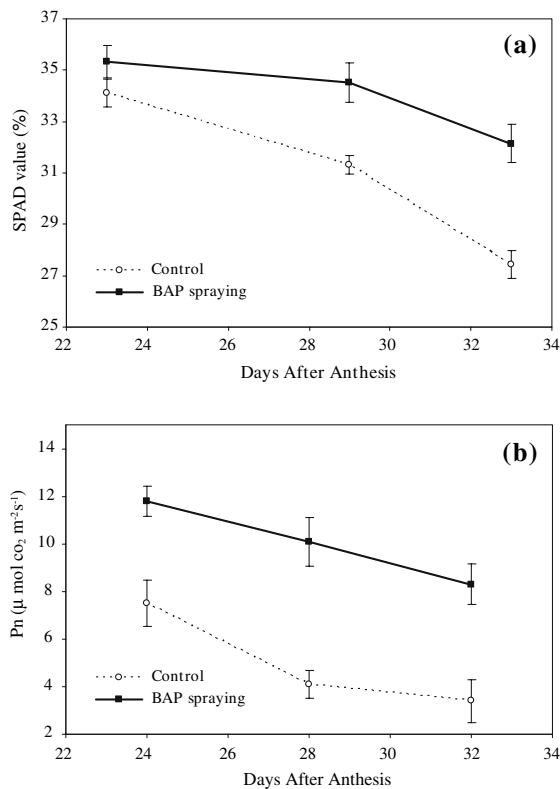 37
(a)
35
33
31
29
27
25
SPAD value (%)
Control
BAP spraying
22 24 26 28 30 32 34
Days After Anthesis
14
(b)
12
10
8
6
4
2
Pn (μ mol co₂ m⁻²s⁻¹)
Control
BAP spraying
22 24 26 28 30 32 34
Days After Anthesis